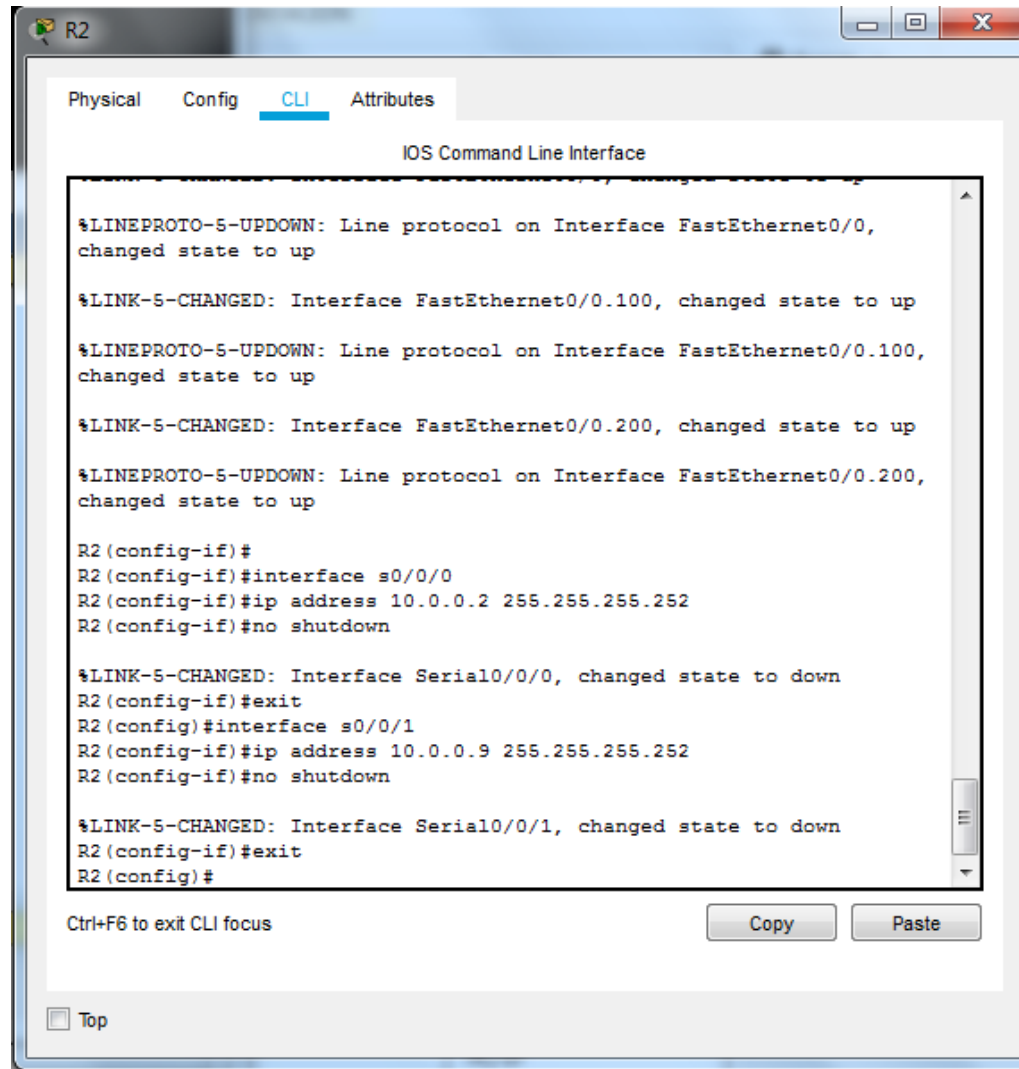 R2
Physical Config CLI Attributes
IOS Command Line Interface
%LINEPROTO-5-UPDOWN: Line protocol on Interface FastEthernet0/0,
changed state to up
%LINK-5-CHANGED: Interface FastEthernet0/0.100, changed state to up
%LINEPROTO-5-UPDOWN: Line protocol on Interface FastEthernet0/0.100,
changed state to up
%LINK-5-CHANGED: Interface FastEthernet0/0.200, changed state to up
%LINEPROTO-5-UPDOWN: Line protocol on Interface FastEthernet0/0.200,
changed state to up
R2(config-if)#
R2(config-if)#interface s0/0/0
R2(config-if)#ip address 10.0.0.2 255.255.255.252
R2(config-if)#no shutdown
%LINK-5-CHANGED: Interface Serial0/0/0, changed state to down
R2(config-if)#exit
R2(config)#interface s0/0/1
R2(config-if)#ip address 10.0.0.9 255.255.255.252
R2(config-if)#no shutdown
%LINK-5-CHANGED: Interface Serial0/0/1, changed state to down
R2(config-if)#exit
R2(config)#
Ctrl+F6 to exit CLI focus
Copy Paste
Top